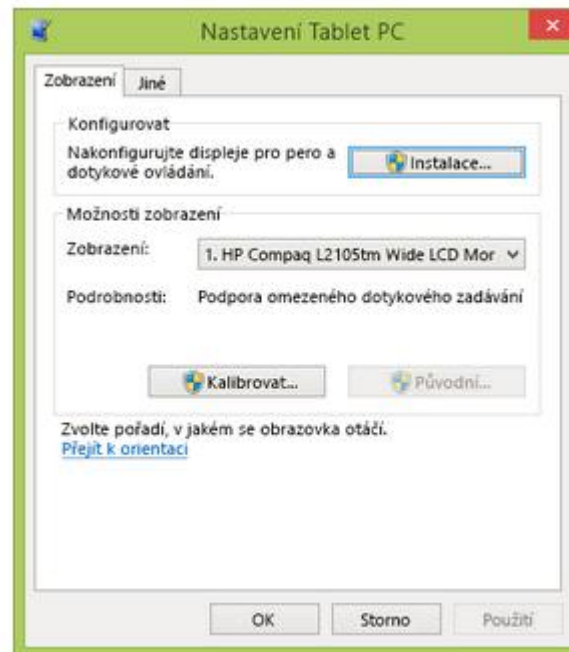 Nastavení Tablet PC
Zobrazení
Jiné
Konfigurovat
Nakonfigurujte displeje pro pero a
dotykové ovládání.
Instalace...
Možnosti zobrazení
Zobrazení:
1. HP Compaq L2105tm Wide LCD Mor
Podrobnosti:
Podpora omezeného dotykového zadávání
Kalibrovat...
Původní...
Zvolte pořadí, v jakém se obrazovka otáčí.
Přejít k orientaci
OK
Storno
Použití